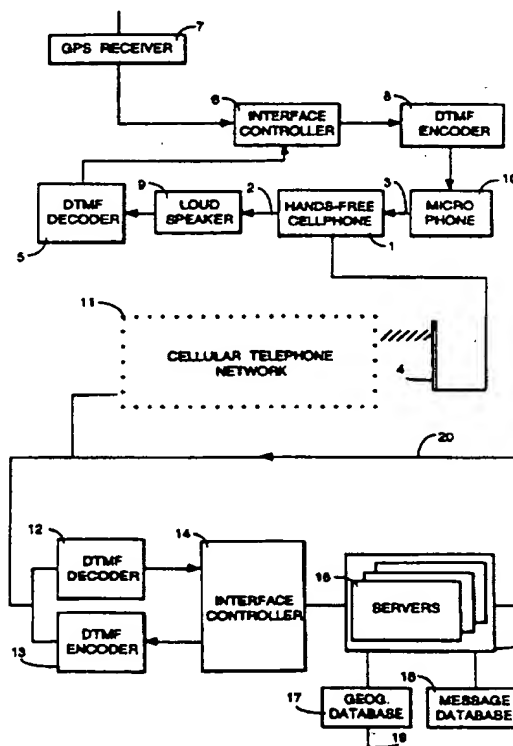 7
GPS RECEIVER
6
INTERFACE
CONTROLLER
8
DTMF
ENCODER
DTMF
DECODER
5
9
LOUD
SPEAKER
2
HANDS-FREE
CELLPHONE
1
3
MICRO
PHONE
10
11
CELLULAR TELEPHONE
NETWORK
4
20
12
DTMF
DECODER
14
INTERFACE
CONTROLLER
DTMF
ENCODER
13
16
SERVERS
17
GEOG.
DATABASE
18
MESSAGE
DATABASE
19